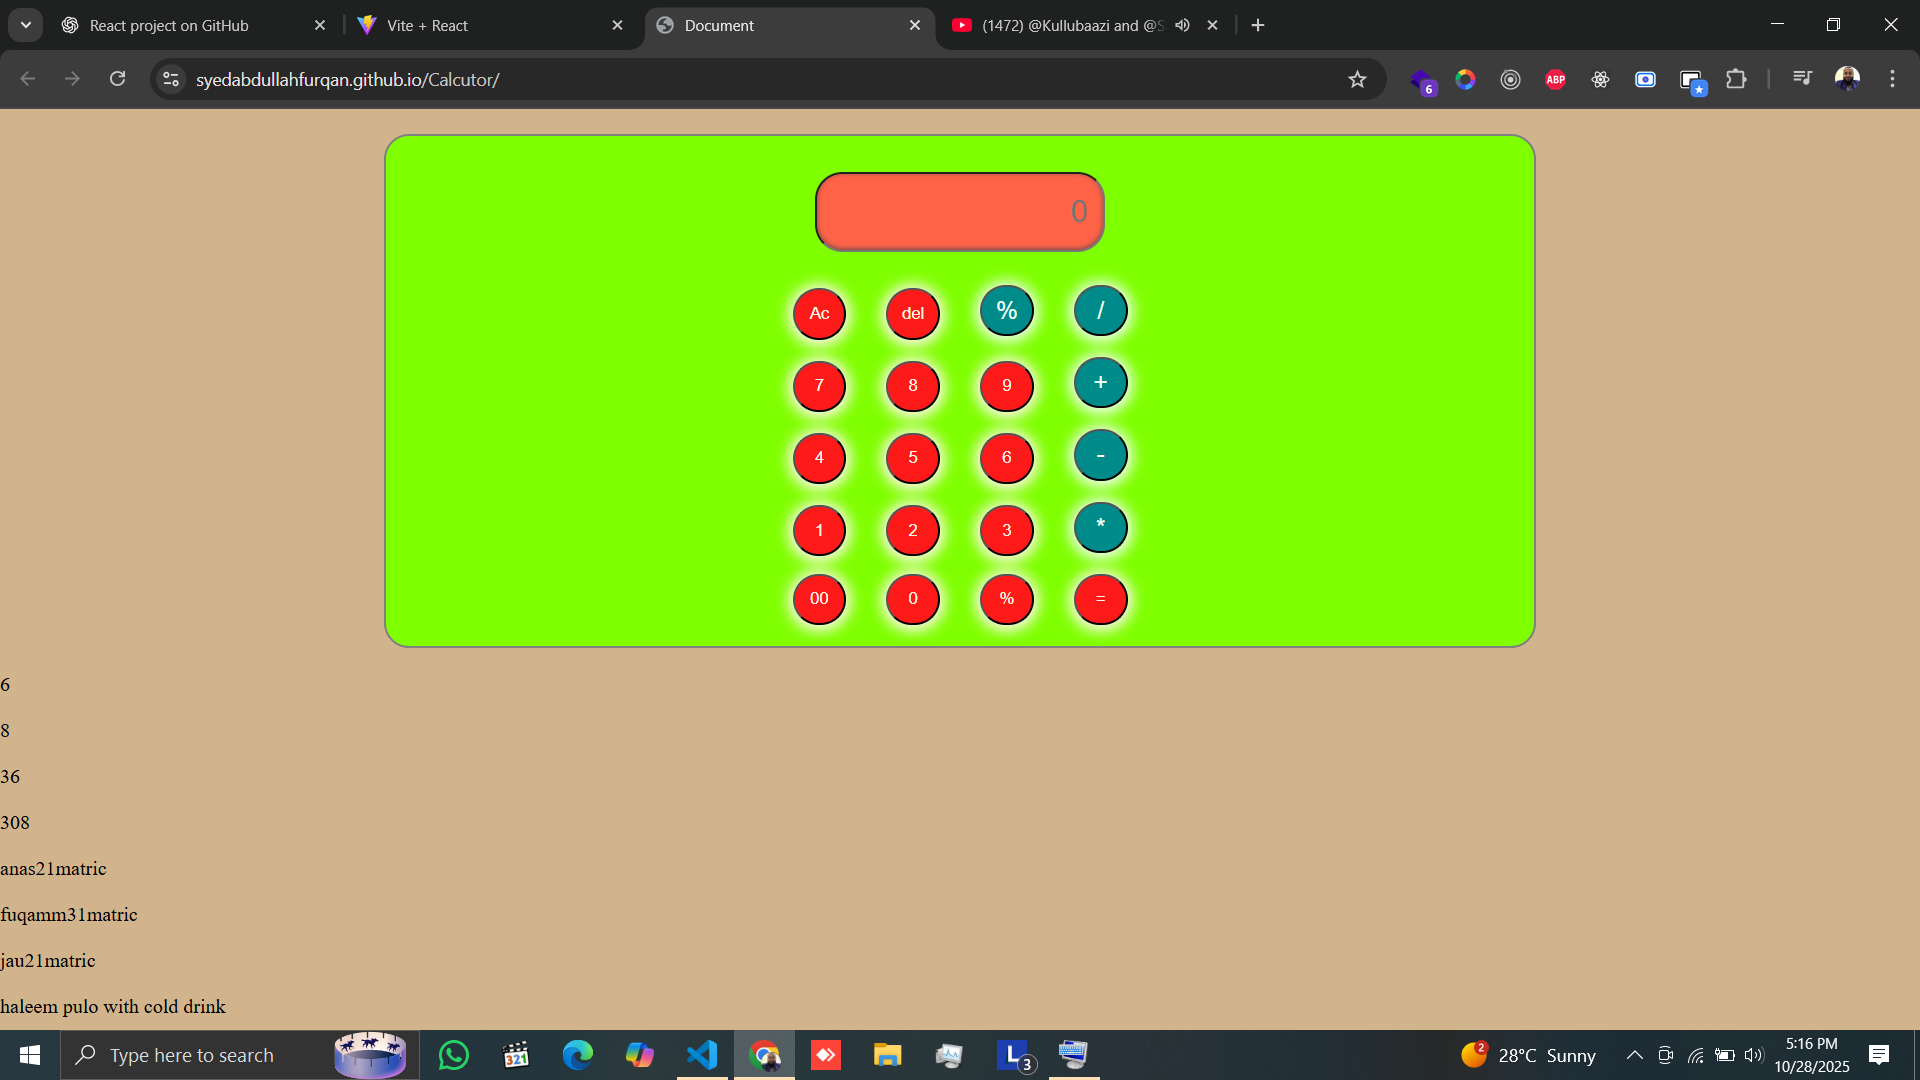 React project on GitHub
Vite + React
Document
(1472) @Kullubaazi and @S
syedabdullahfurqan.github.io/Calcutor/
6
ABP
0
Ac del % /
7 8 9 +
4 5 6 -
1 2 3 *
00 0 % =
6
8
36
308
anas21matric
fuqamm31matric
jau21matric
haleem pulo with cold drink
Type here to search
321
L
3
2
28°C Sunny
5:16 PM
10/28/2025